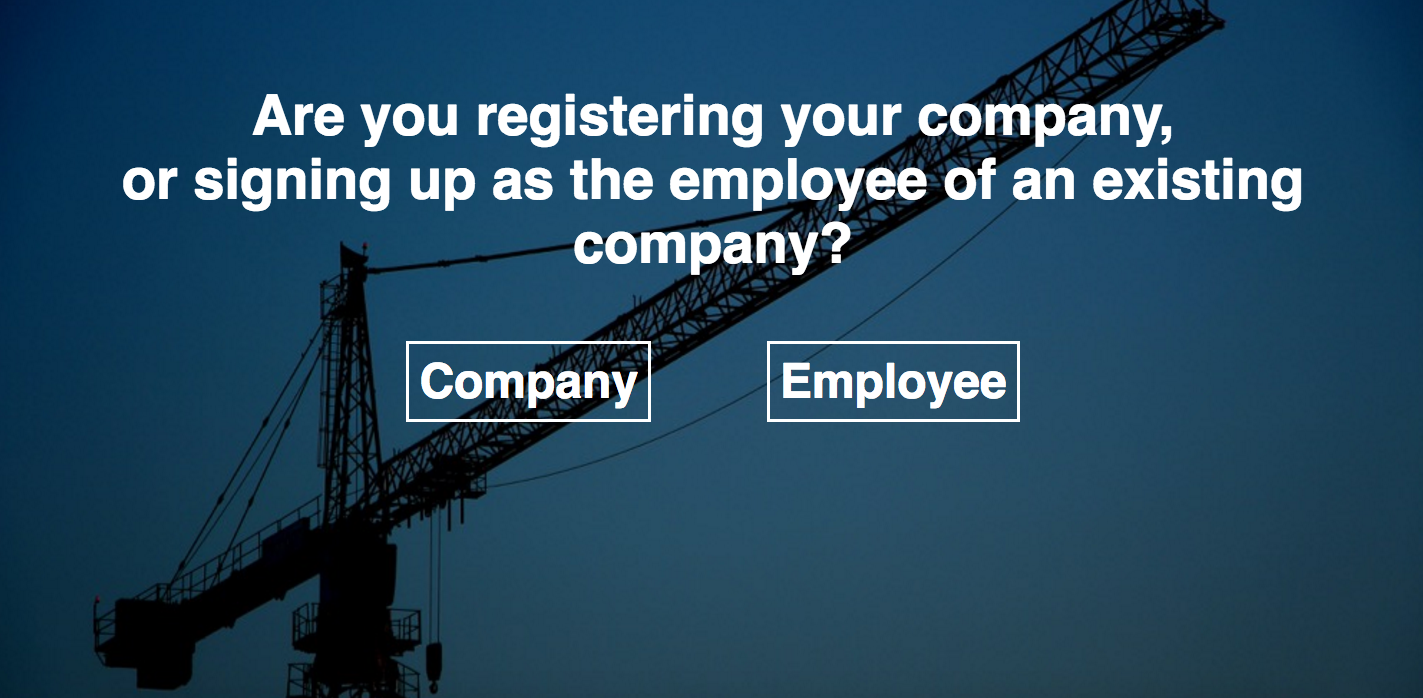 Are you registering your company,
or signing up as the employee of an existing
company?
Company
Employee